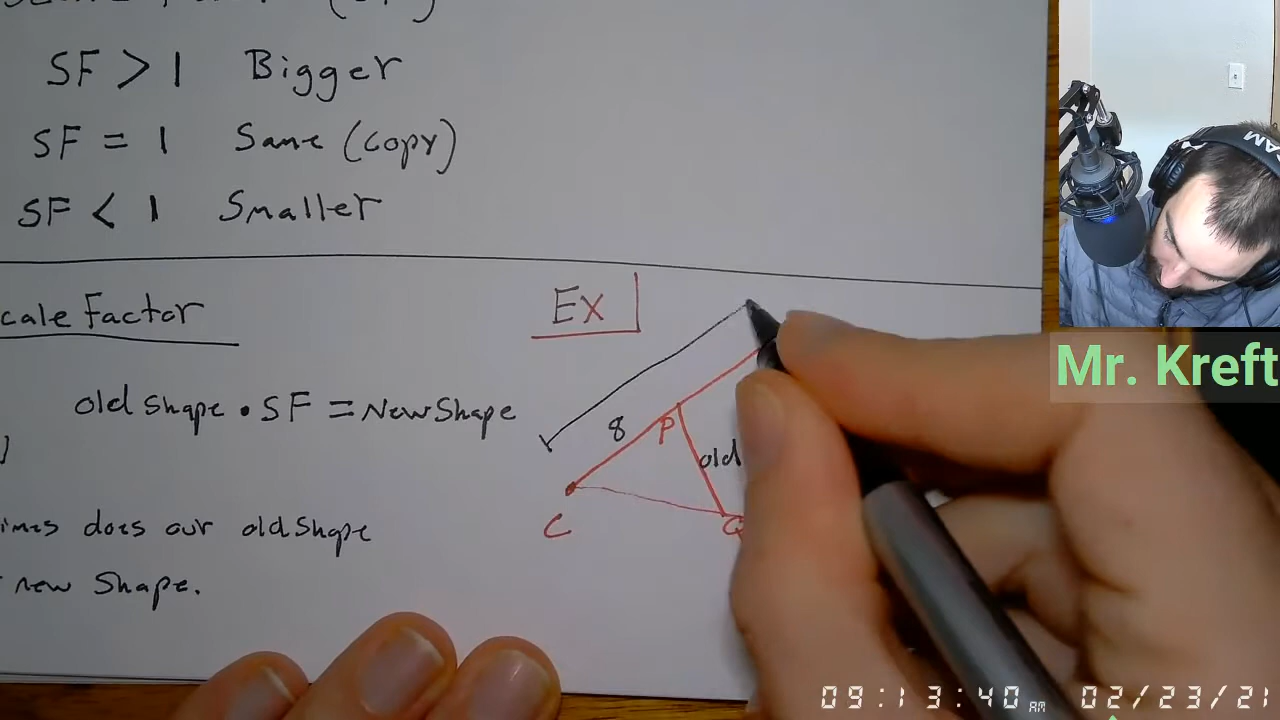 SF > 1 Bigger
SF = 1 Same (copy)
SF < 1 Smaller
cale Factor
old shape • SF = New Shape
imes does our old shape
new Shape.
Ex
8
P
old
C
Q
AM
Mr. Kreft
09:13:40 AM 02/23/21